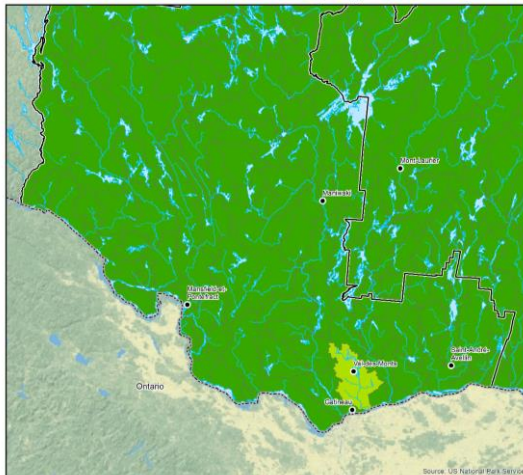 Mont-Laurier
Maniwaki
Mansfield-et-
Pontefract
Val-des-Monts
Saint-André-
Avellin
Ontario
Gatineau
Source: US National Park Service